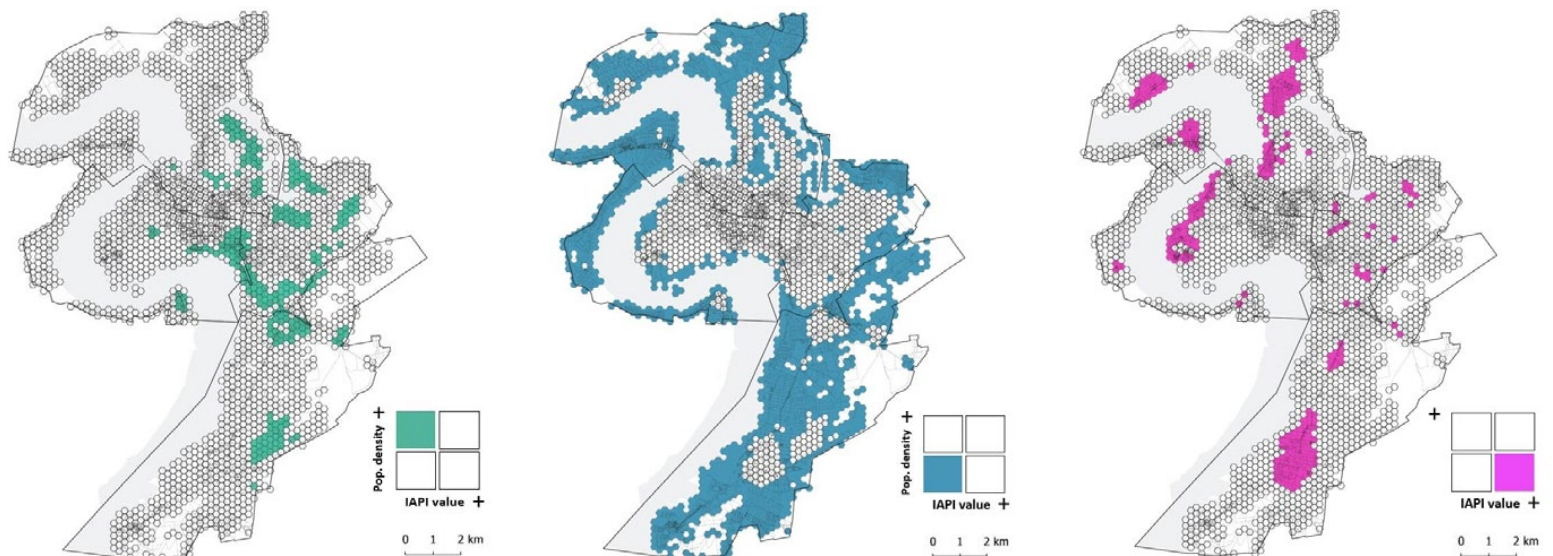 +
Pop. density
IAPI value +
0 1 2 km
+
Pop. density
IAPI value +
0 1 2 km
+
IAPI value +
0 1 2 km